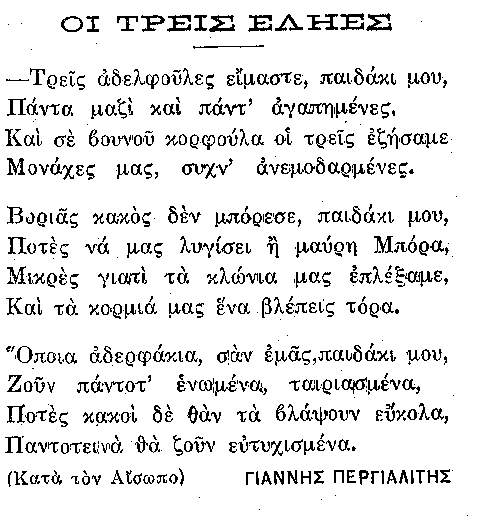 ΟΙ ΤΡΕΙΣ ΕΛΗΕΣ
—Τρεῖς ἀδελφοῦλες εἴμαστε, παιδάκι μου,
Πάντα μαζὶ καὶ πάντ' ἀγαπημένες,
Καὶ σὲ βουνοῦ κορφούλα οἱ τρεῖς ἐζήσαμε
Μονάχες μας, συχν' ἀνεμοδαρμένες.
Βοριᾶς κακὸς δὲν μπόρεσε, παιδάκι μου,
Ποτὲς νά μας λυγίσει ἢ μαύρη Μπόρα,
Μικρὲς γιατὶ τὰ κλώνια μας ἐπλέξαμε,
Καὶ τὰ κορμιά μας ἕνα βλέπεις τόρα.
Ὅποια ἀδερφάκια, σὰν ἐμᾶς, παιδάκι μου,
Ζοῦν πάντοτ' ἑνωμένα, ταιριασμένα,
Ποτὲς κακοὶ δὲ θὰν τὰ βλάψουν εὔκολα,
Παντοτεινὰ θὰ ζοῦν εὐτυχισμένα.
(Κατὰ τὸν Αἴσωπο) ΓΙΑΝΝΗΣ ΠΕΡΓΙΑΛΙΤΗΣ